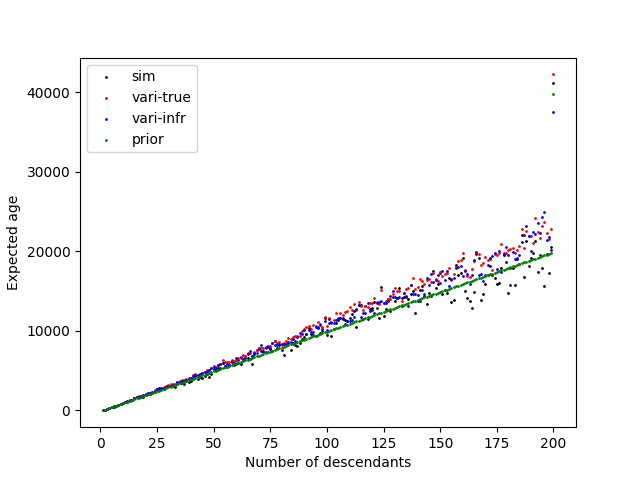 sim
vari-true
vari-infr
prior
40000
30000
20000
10000
0
Expected age
0 25 50 75 100 125 150 175 200
Number of descendants